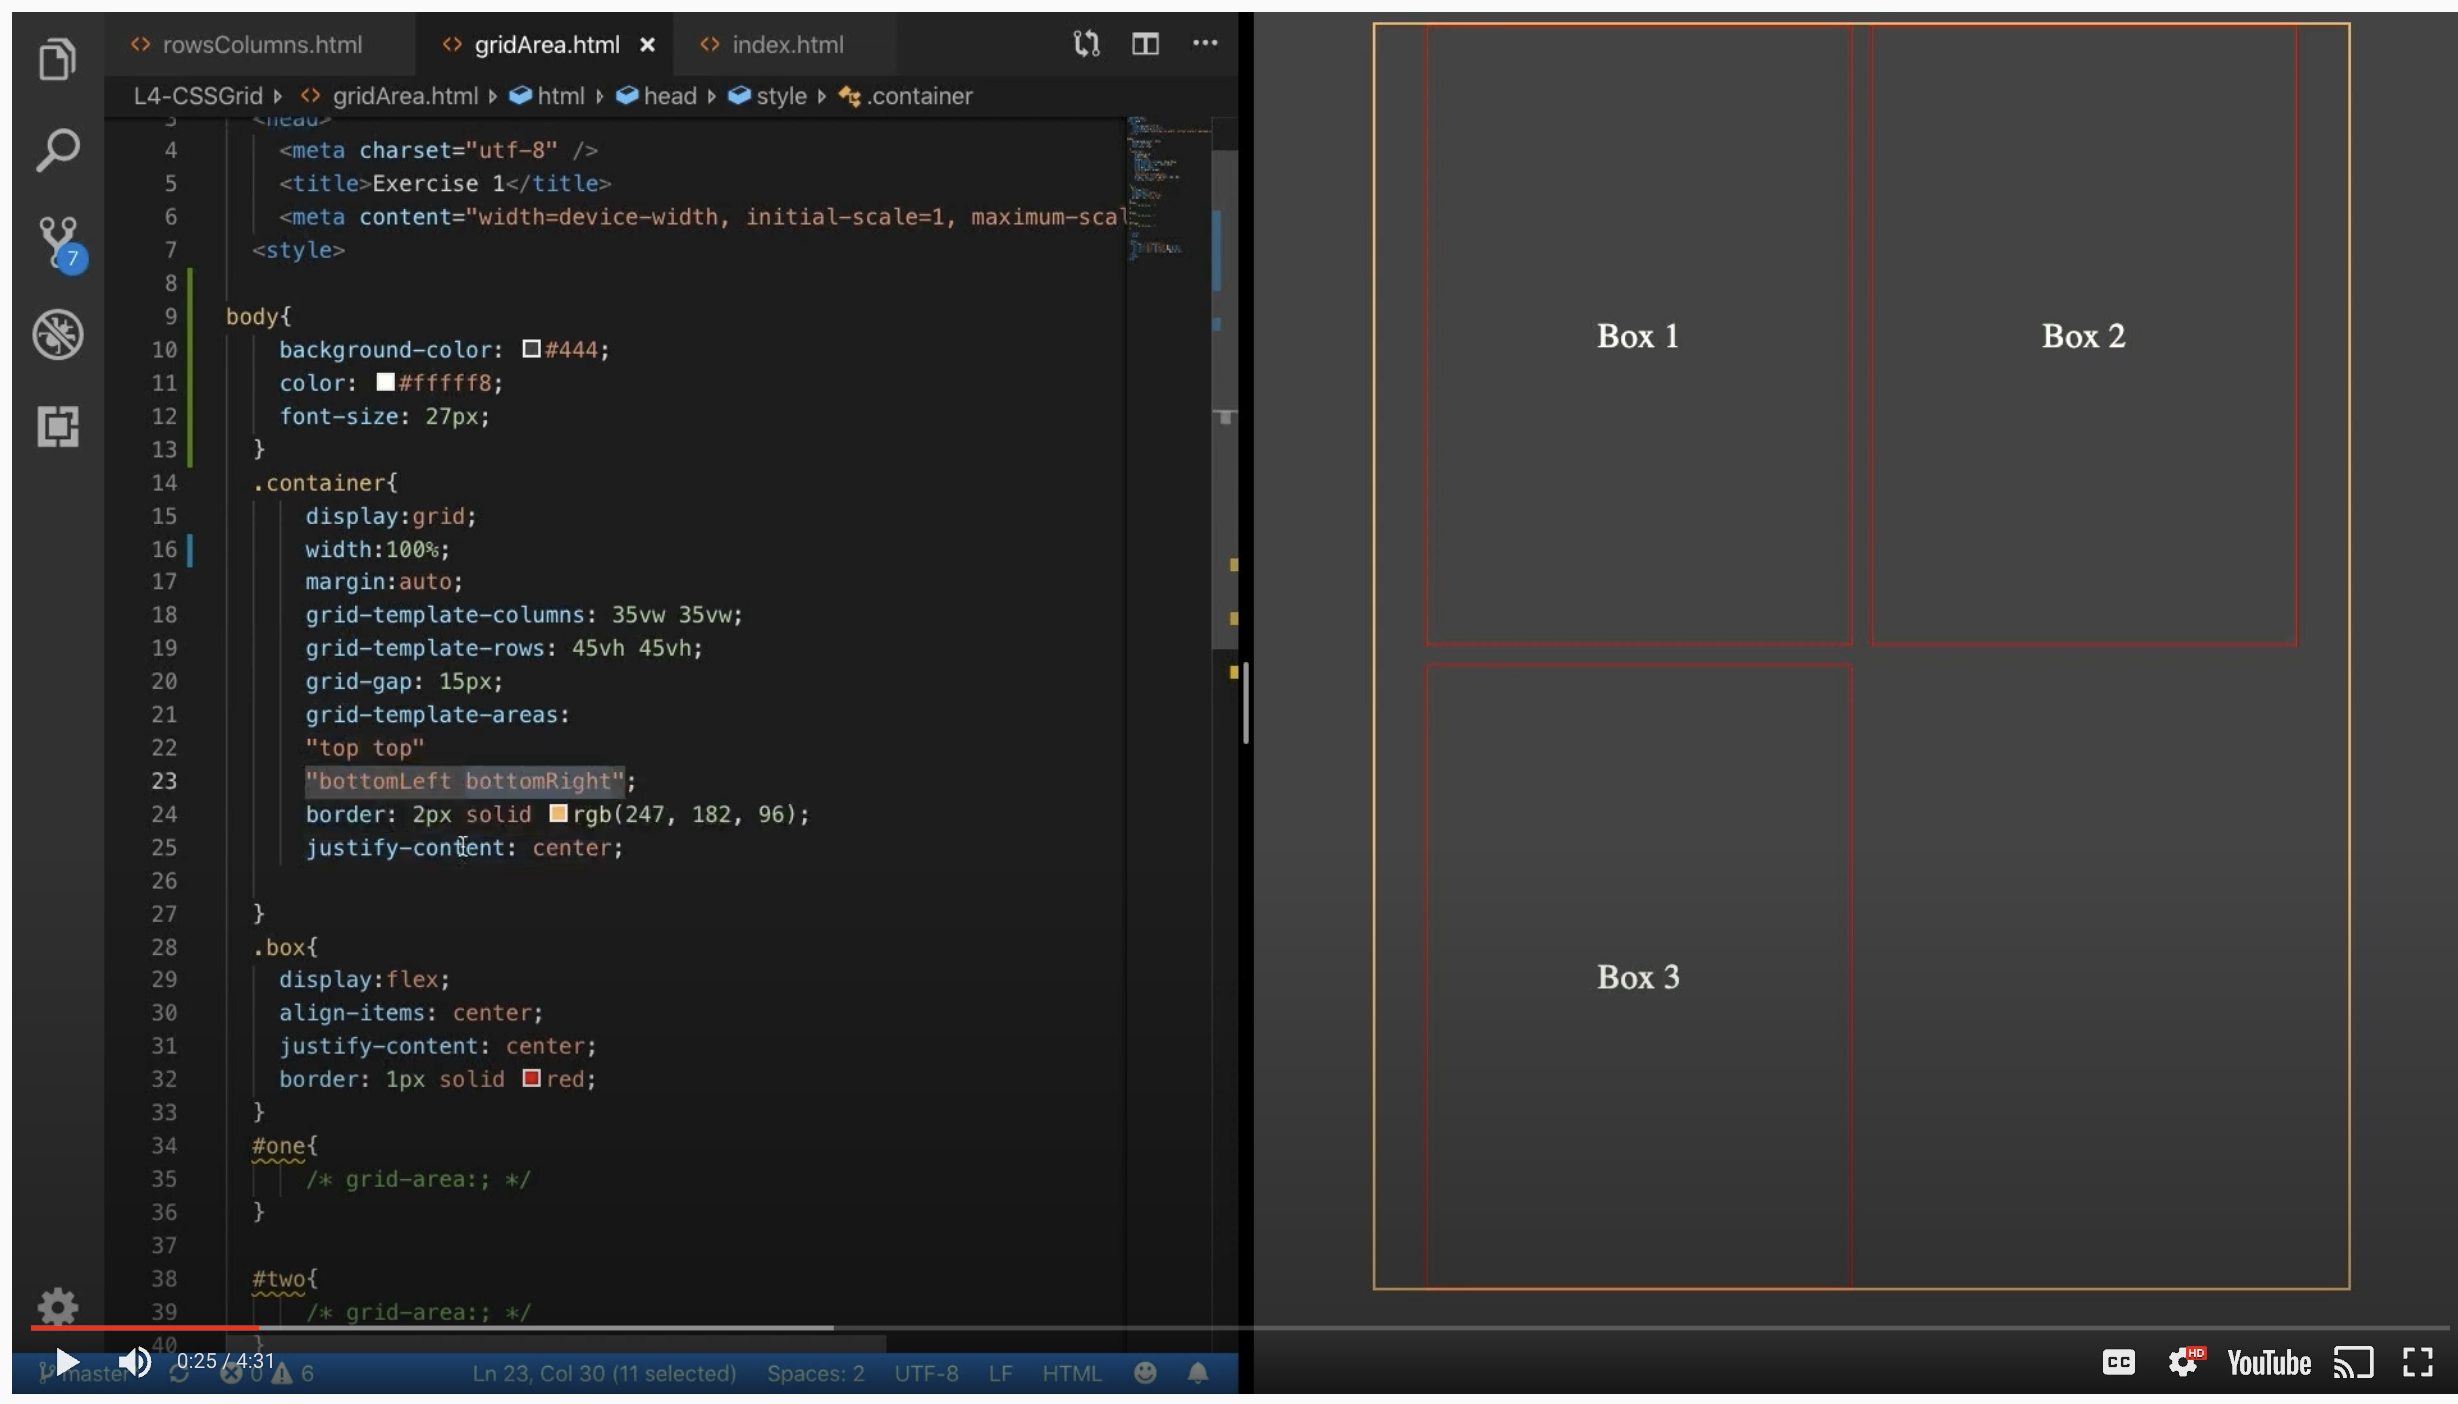 rowsColumns.html
gridArea.html
index.html
L4-CSSGrid gridArea.html html head style .container
3 <head>
4 <meta charset="utf-8" />
5 <title>Exercise 1</title>
6 <meta content="width=device-width, initial-scale=1, maximum-scal
7 <style>
8
9 body{
10 background-color: #444;
11 color: #fffff8;
12 font-size: 27px;
13 }
14 .container{
15 display:grid;
16 width:100%;
17 margin:auto;
18 grid-template-columns: 35vw 35vw;
19 grid-template-rows: 45vh 45vh;
20 grid-gap: 15px;
21 grid-template-areas:
22 "top top"
23 "bottomLeft bottomRight";
24 border: 2px solid rgb(247, 182, 96);
25 justify-content: center;
26
27 }
28 .box{
29 display:flex;
30 align-items: center;
31 justify-content: center;
32 border: 1px solid red;
33 }
34 #one{
35 /* grid-area:; */
36 }
37
38 #two{
39 /* grid-area:; */
40 }
7
Box 1
Box 2
Box 3
0:25 / 4:31
master 0 6 Ln 23, Col 30 (11 selected) Spaces: 2 UTF-8 LF HTML
CC HD YouTube